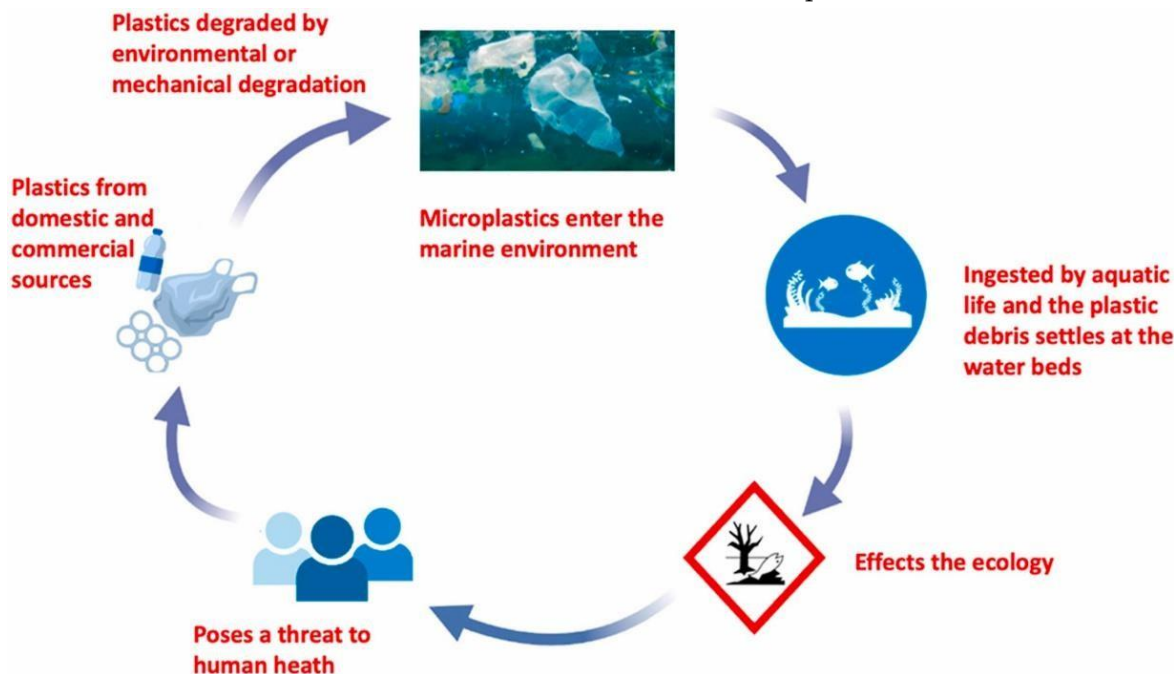 Plastics degraded by
environmental or
mechanical degradation
Plastics from
domestic and
commercial
sources
Microplastics enter the
marine environment
Ingested by aquatic
life and the plastic
debris settles at the
water beds
Effects the ecology
Poses a threat to
human heath